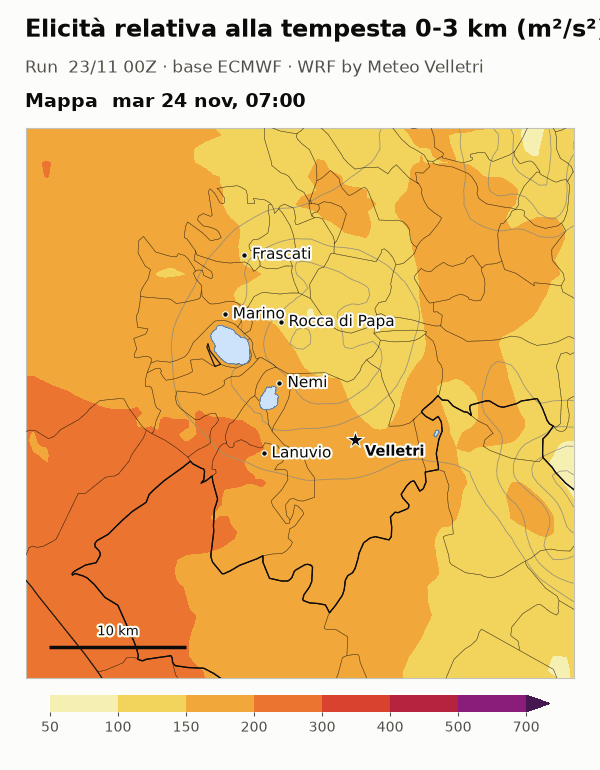 Elicità relativa alla tempesta 0-3 km (m²/s²)
Run  23/11 00Z · base ECMWF · WRF by Meteo Velletri
Mappa  mar 24 nov, 07:00
Frascati
Marino
Rocca di Papa
Nemi
Velletri
Lanuvio
10 km
50 100 150 200 300 400 500 700